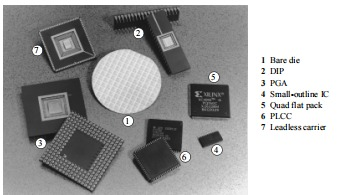 7
2
1 Bare die
2 DIP
3 PGA
4 Small-outline IC
5 Quad flat pack
6 PLCC
7 Leadless carrier
5
XILINX
1
3
6
4